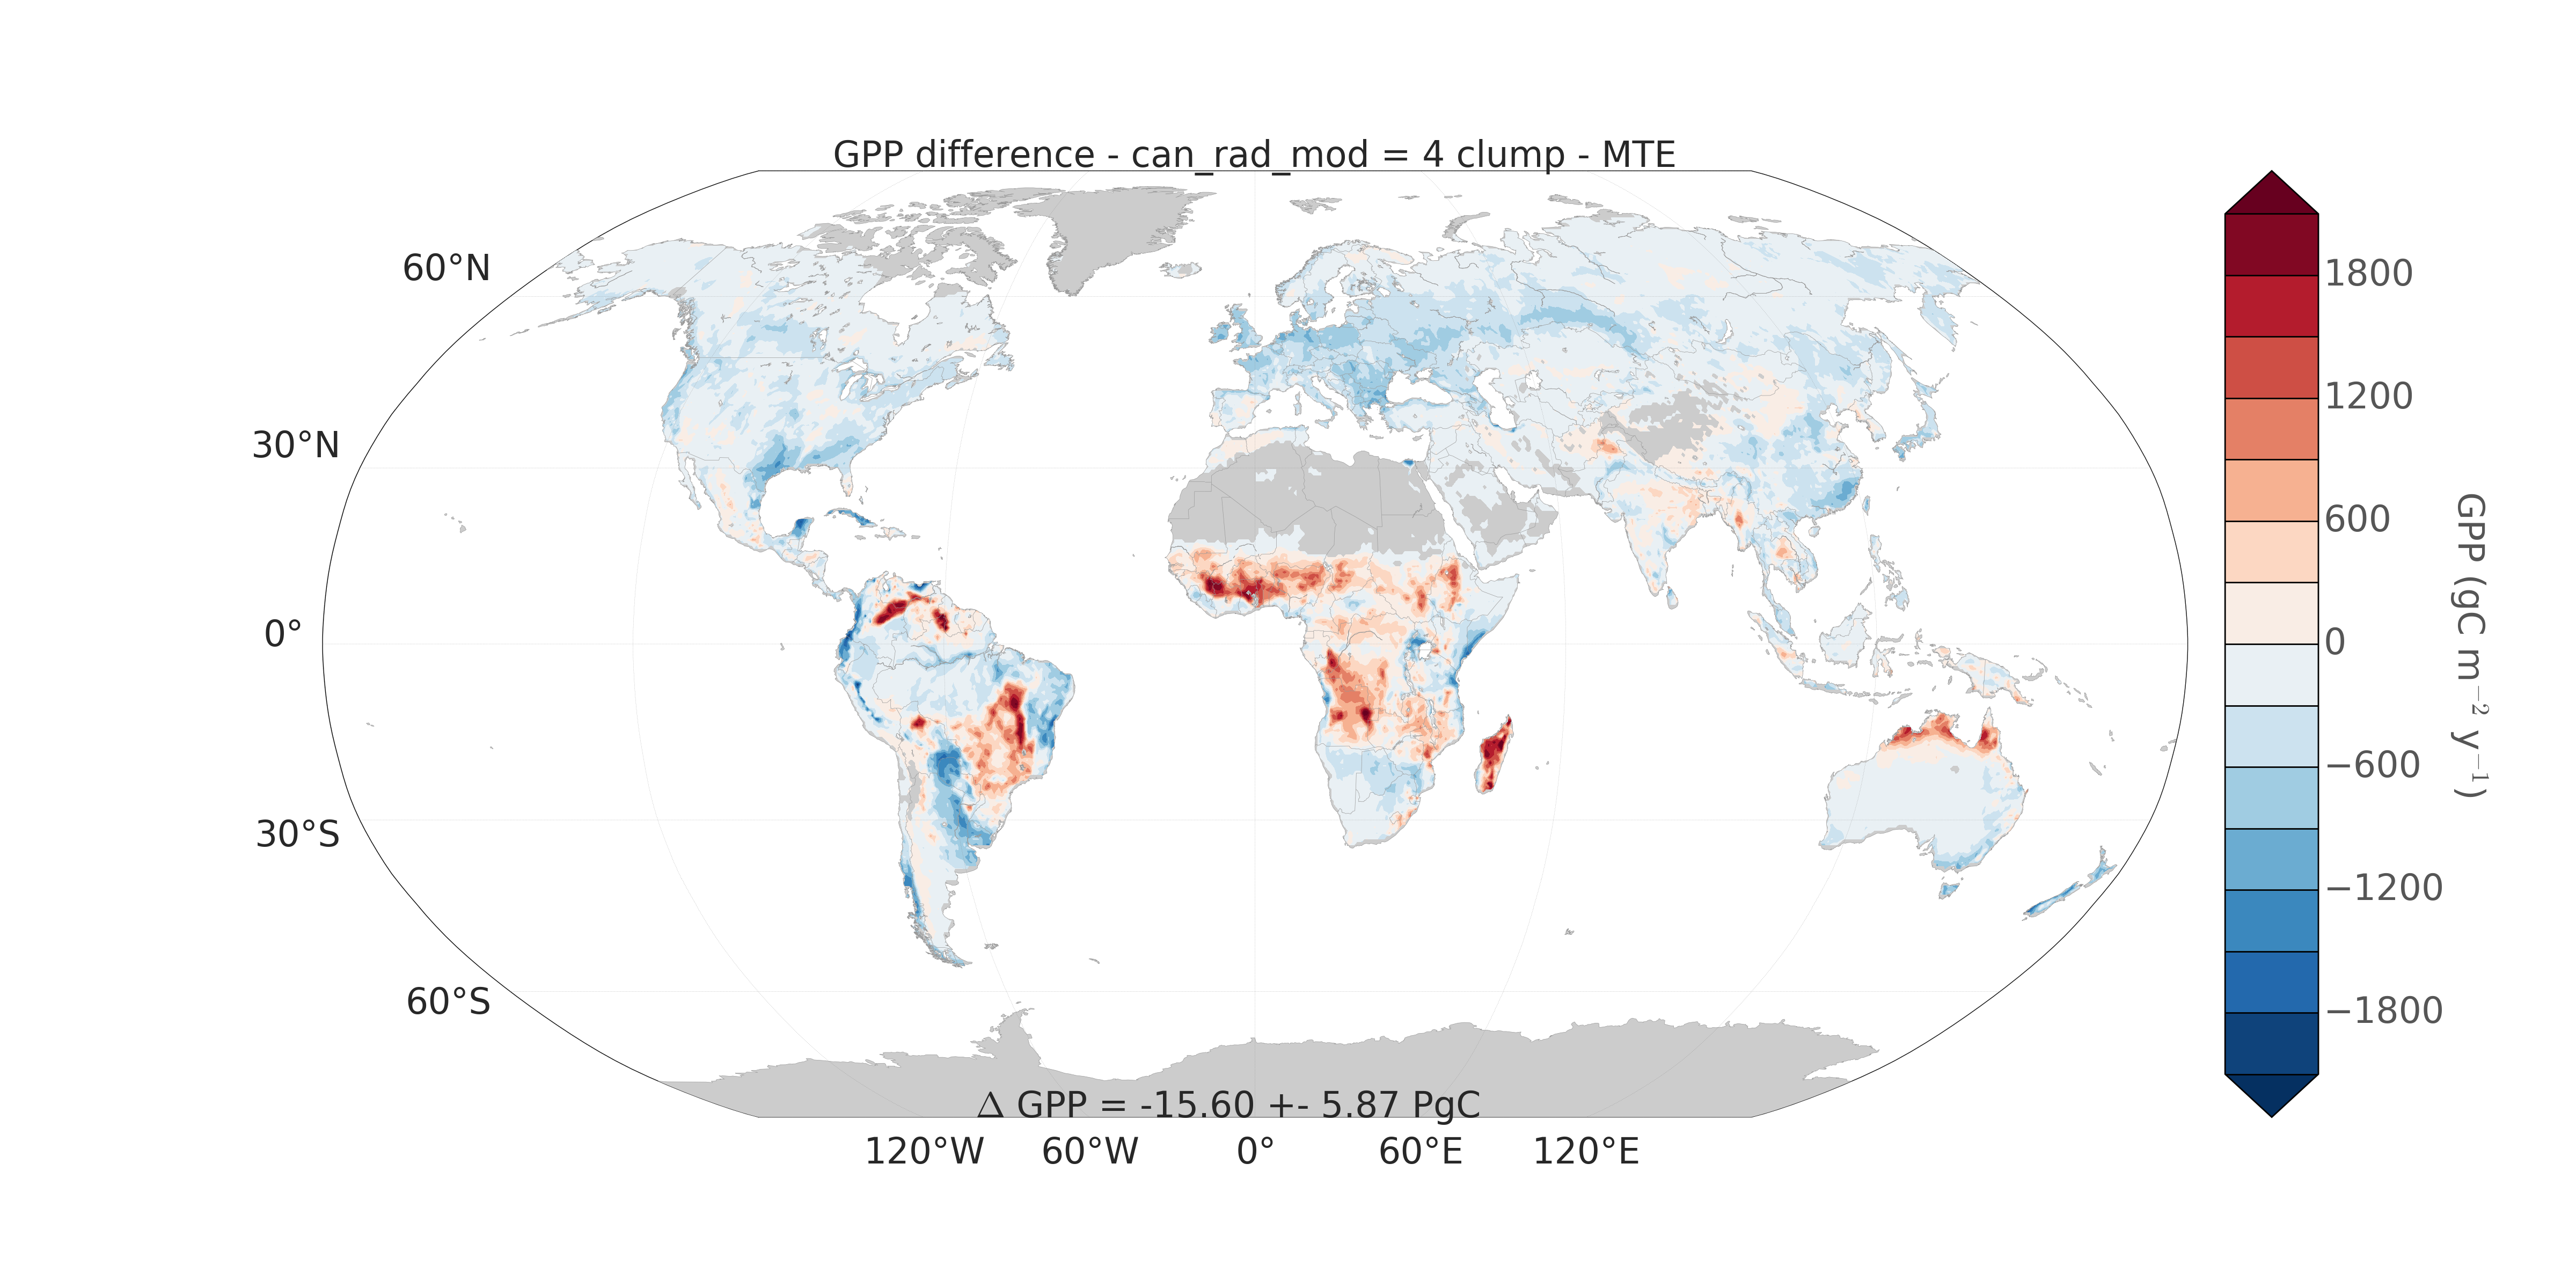 GPP difference - can_rad_mod = 4 clump - MTE
60°N
30°N
0°
30°S
60°S
120°W 60°W 0° 60°E 120°E
Δ GPP = -15.60 +- 5.87 PgC
1800
1200
600
0
−600
−1200
−1800
GPP (gC m⁻² y⁻¹)